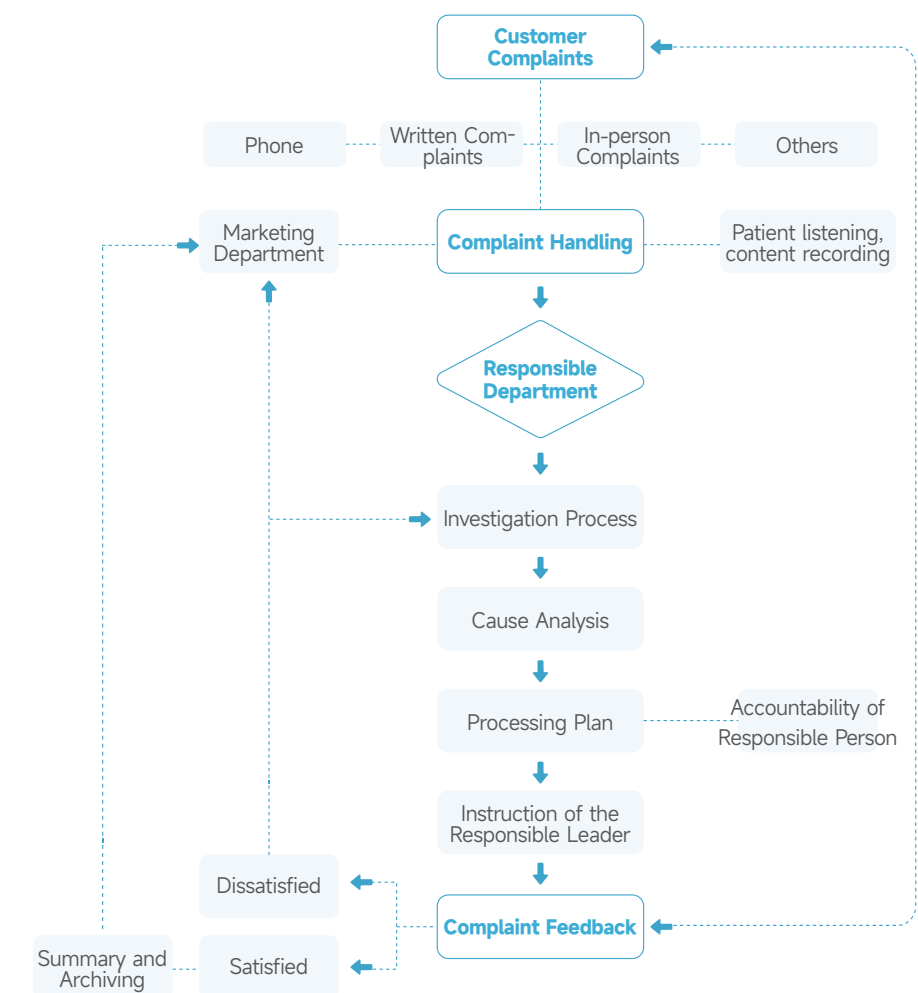 Customer
Complaints
Phone
Written Com-
plaints
In-person
Complaints
Others
Marketing
Department
Complaint Handling
Patient listening,
content recording
Responsible
Department
Investigation Process
Cause Analysis
Processing Plan
Accountability of
Responsible Person
Instruction of the
Responsible Leader
Dissatisfied
Complaint Feedback
Summary and
Archiving
Satisfied